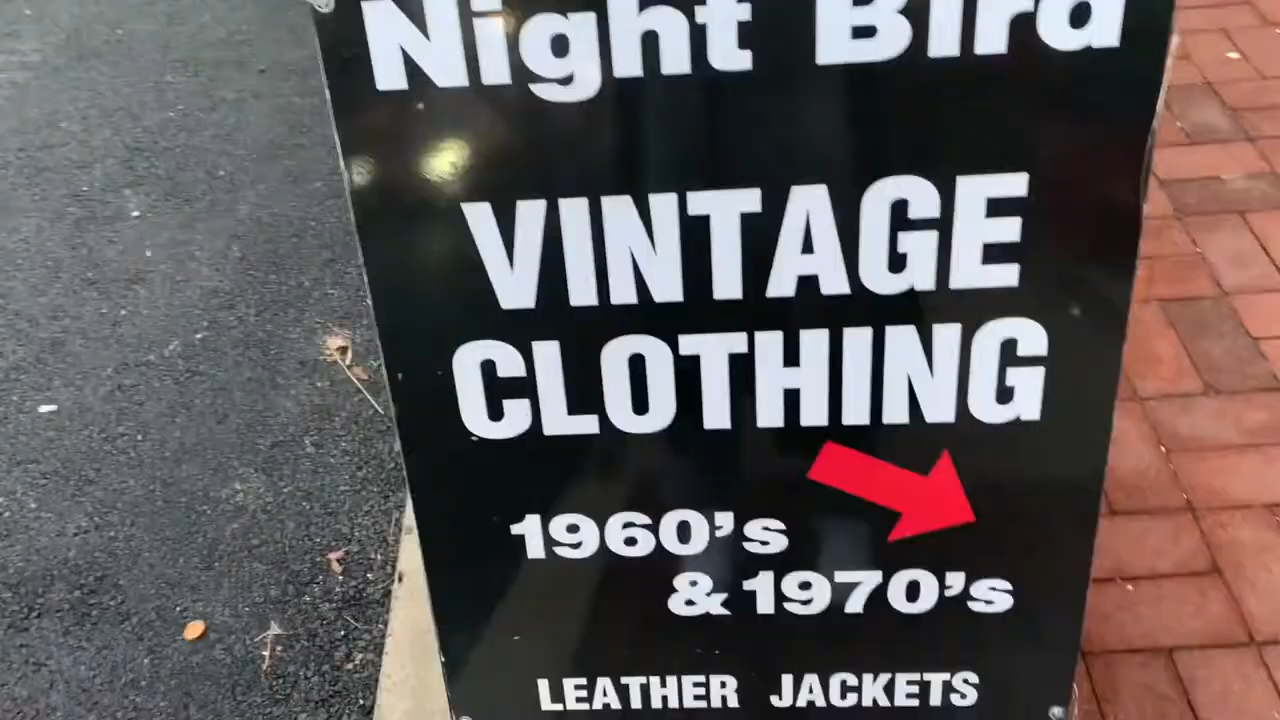 Night Bird
VINTAGE
CLOTHING
1960's
& 1970's
LEATHER JACKETS